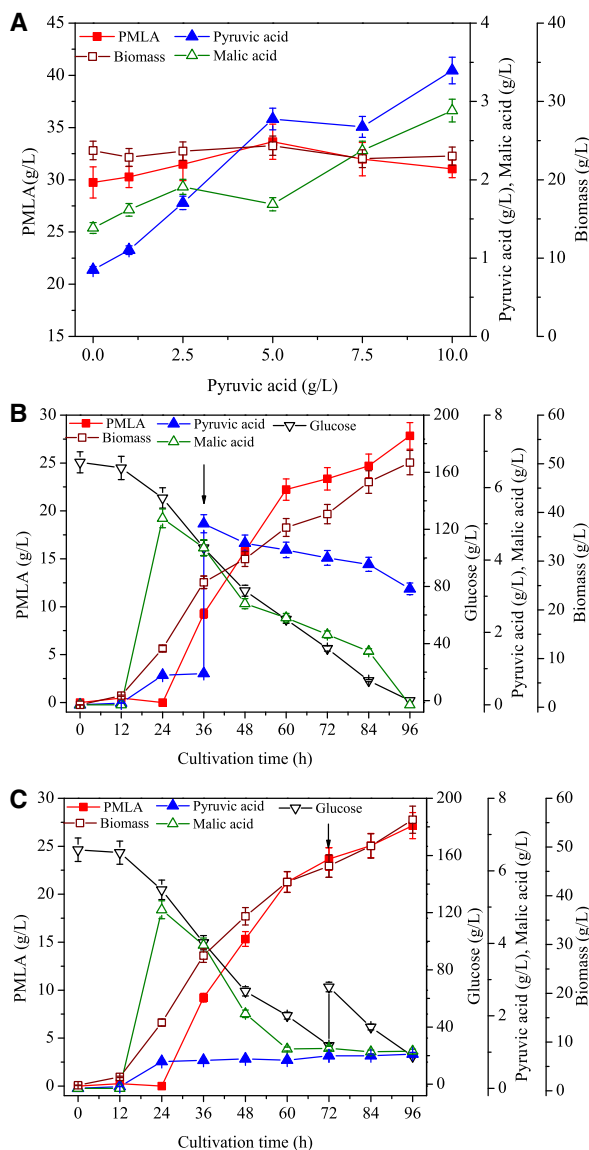 A
PMLA
Pyruvic acid
Biomass
Malic acid
45
40
35
30
25
20
15
PMLA(g/L)
4
3
2
1
0
Pyruvic acid (g/L), Malic acid (g/L)
40
30
20
10
0
Biomass (g/L)
0.0 2.5 5.0 7.5 10.0
Pyruvic acid (g/L)
B
PMLA
Pyruvic acid
Glucose
Biomass
Malic acid
30
25
20
15
10
5
0
PMLA (g/L)
200
160
120
80
40
0
Glucose (g/L)
8
6
4
2
0
Pyruvic acid (g/L), Malic acid (g/L)
60
50
40
30
20
10
0
Biomass (g/L)
0 12 24 36 48 60 72 84 96
Cultivation time (h)
C
PMLA
Pyruvic acid
Glucose
Biomass
Malic acid
30
25
20
15
10
5
0
PMLA (g/L)
200
160
120
80
40
0
Glucose (g/L)
8
6
4
2
0
Pyruvic acid (g/L), Malic acid (g/L)
60
50
40
30
20
10
0
Biomass (g/L)
0 12 24 36 48 60 72 84 96
Cultivation time (h)